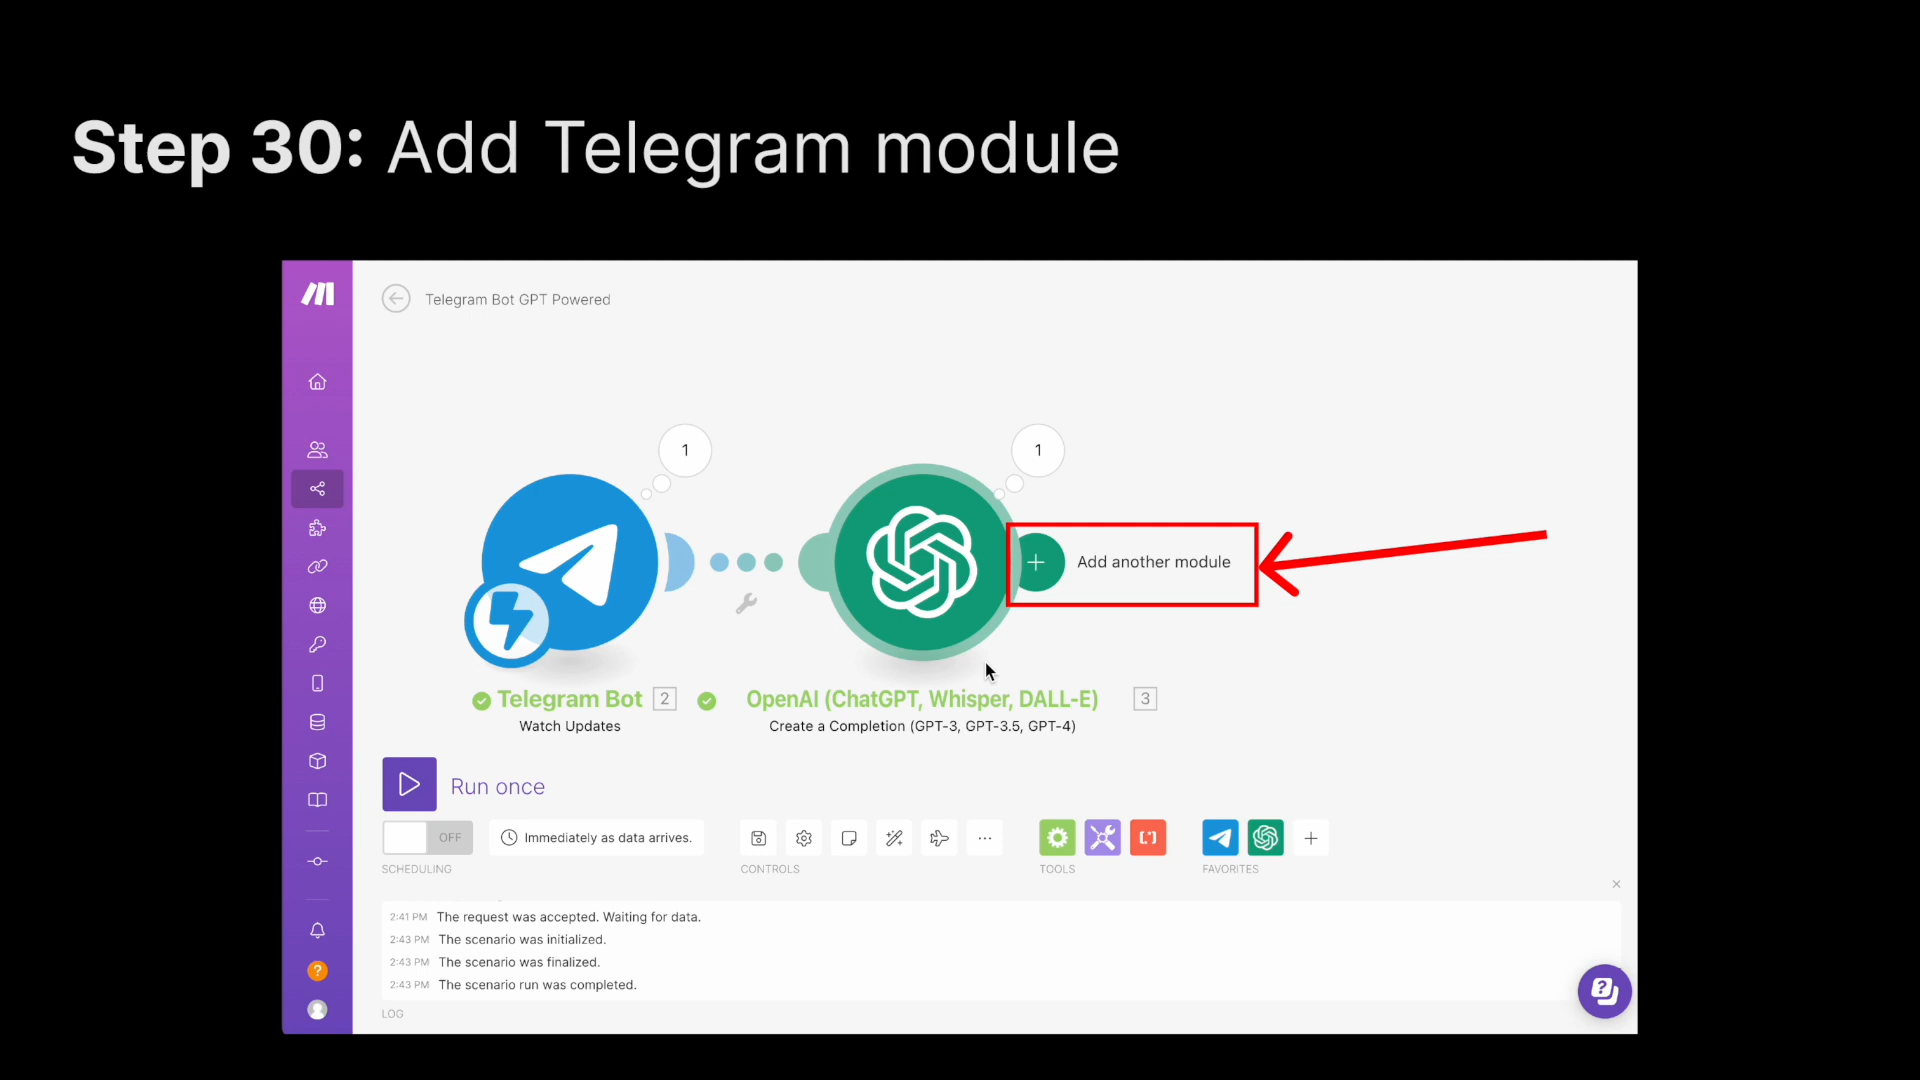 Step 30: Add Telegram module
Telegram Bot GPT Powered
1
1
+ Add another module
Telegram Bot 2
OpenAI (ChatGPT, Whisper, DALL-E) 3
Watch Updates
Create a Completion (GPT-3, GPT-3.5, GPT-4)
Run once
OFF
Immediately as data arrives.
SCHEDULING
CONTROLS
TOOLS
FAVORITES
2:41 PM The request was accepted. Waiting for data.
2:43 PM The scenario was initialized.
2:43 PM The scenario was finalized.
2:43 PM The scenario run was completed.
LOG
?
?